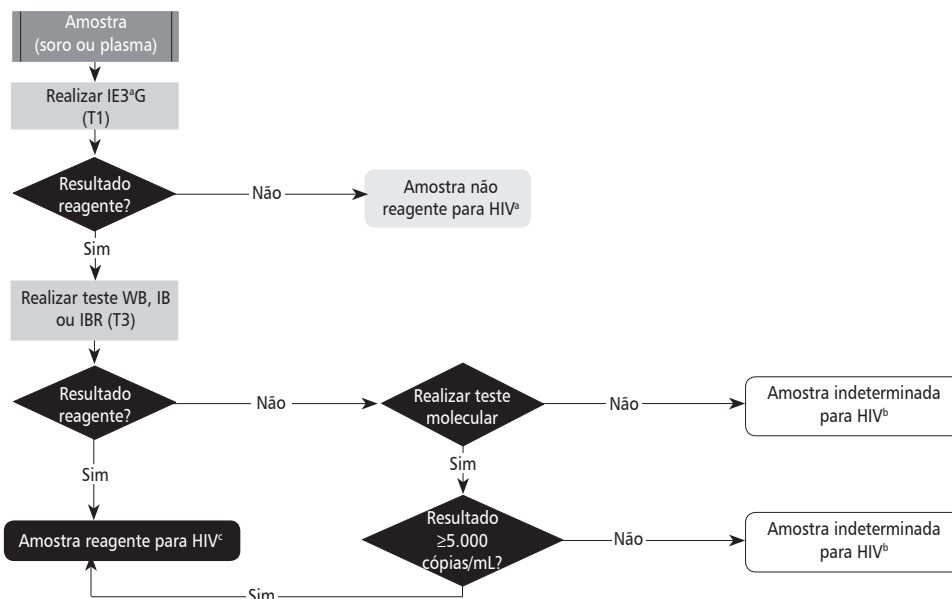 Amostra
(soro ou plasma)
Realizar IE3ªG
(T1)
Resultado
reagente?
Não
Amostra não
reagente para HIVᵃ
Sim
Realizar teste WB, IB
ou IBR (T3)
Resultado
reagente?
Não
Realizar teste
molecular
Não
Amostra indeterminada
para HIVᵇ
Sim
Sim
Amostra reagente para HIVᶜ
Resultado
≥5.000
cópias/mL?
Não
Amostra indeterminada
para HIVᵇ
Sim